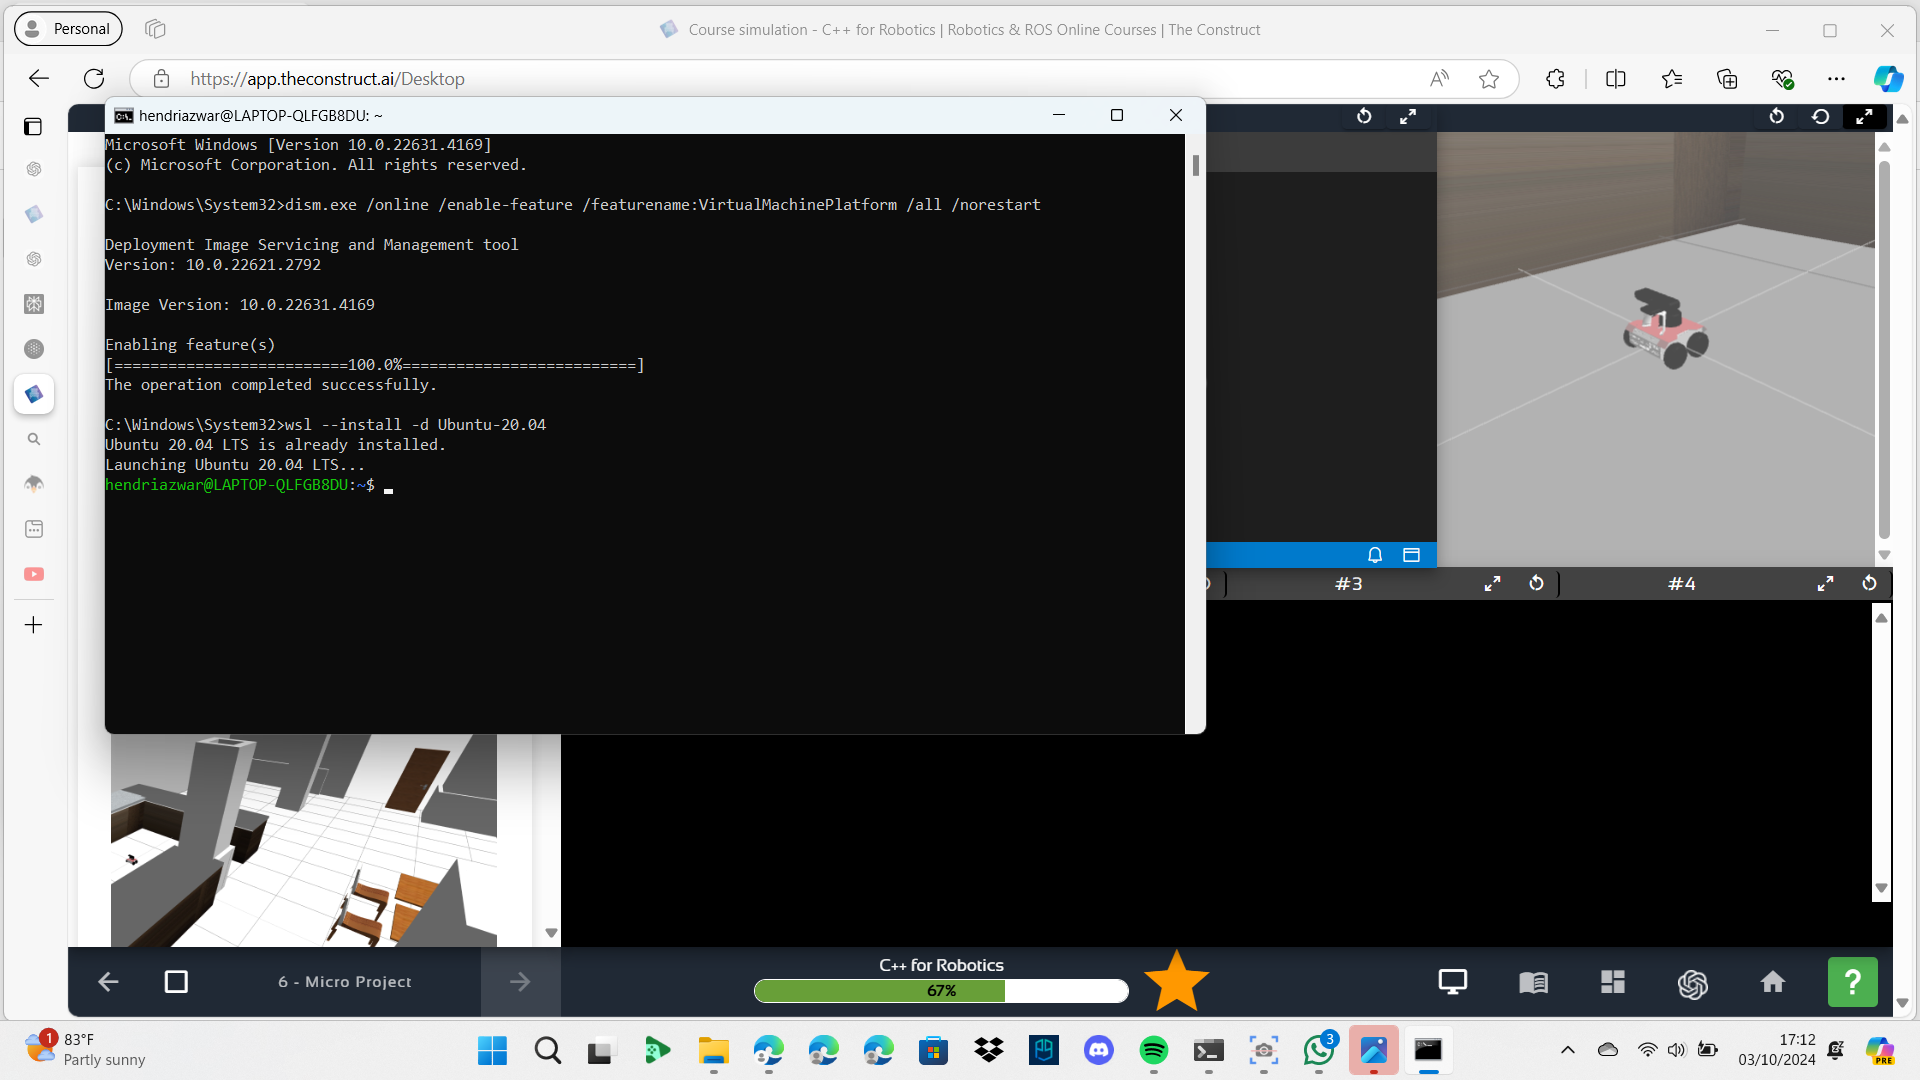 Personal
Course simulation - C++ for Robotics | Robotics & ROS Online Courses | The Construct
https://app.theconstruct.ai/Desktop
hendriazwar@LAPTOP-QLFGB8DU: ~
Microsoft Windows [Version 10.0.22631.4169]
(c) Microsoft Corporation. All rights reserved.
C:\Windows\System32>dism.exe /online /enable-feature /featurename:VirtualMachinePlatform /all /norestart
Deployment Image Servicing and Management tool
Version: 10.0.22621.2792
Image Version: 10.0.22631.4169
Enabling feature(s)
[==========================100.0%==========================]
The operation completed successfully.
C:\Windows\System32>wsl --install -d Ubuntu-20.04
Ubuntu 20.04 LTS is already installed.
Launching Ubuntu 20.04 LTS...
hendriazwar@LAPTOP-QLFGB8DU:~$
#3
#4
6 - Micro Project
C++ for Robotics
67%
?
1
83°F
Partly sunny
3
17:12
03/10/2024
PRE